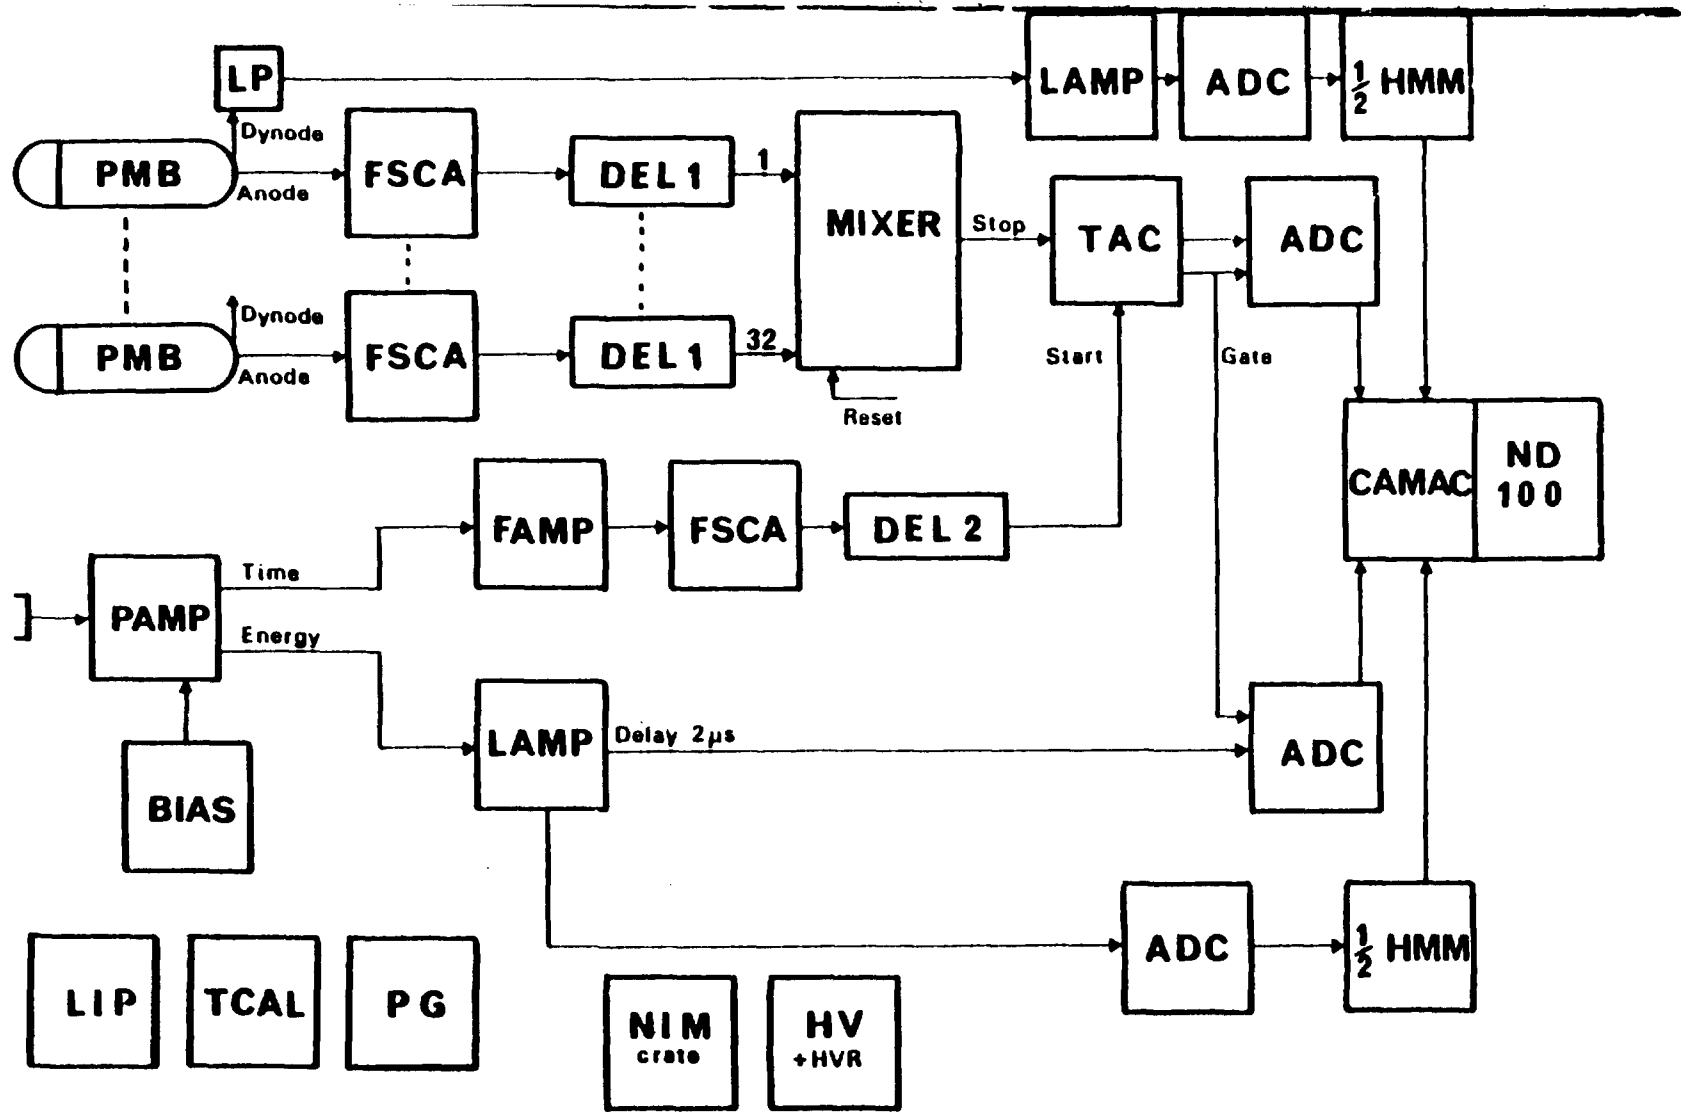 LP
LAMP
ADC
1/2 HMM
Dynode
PMB
Anode
FSCA
DEL 1
1
MIXER
Stop
TAC
ADC
Dynode
PMB
Anode
FSCA
DEL 1
32
Reset
Start
Gate
CAMAC
ND
100
FAMP
FSCA
DEL 2
Time
PAMP
Energy
LAMP
Delay 2µs
ADC
BIAS
ADC
1/2 HMM
LIP
TCAL
PG
NIM
crate
HV
+HVR